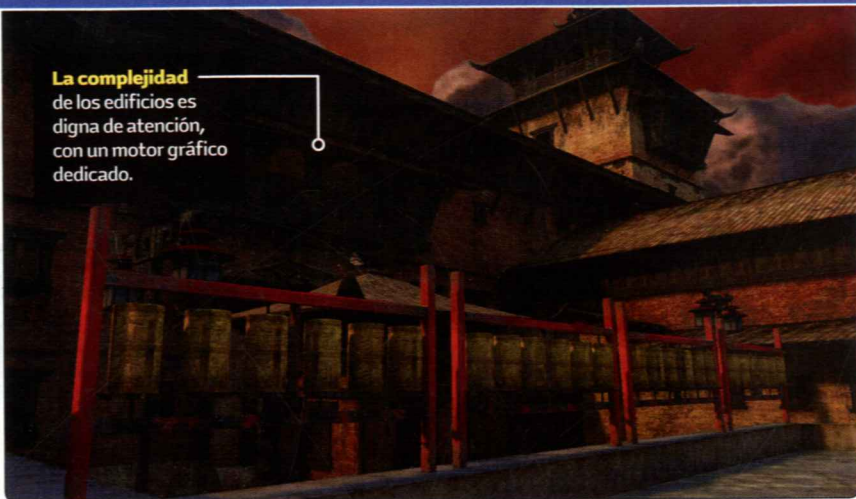 La complejidad
de los edificios es
digna de atención,
con un motor gráfico
dedicado.